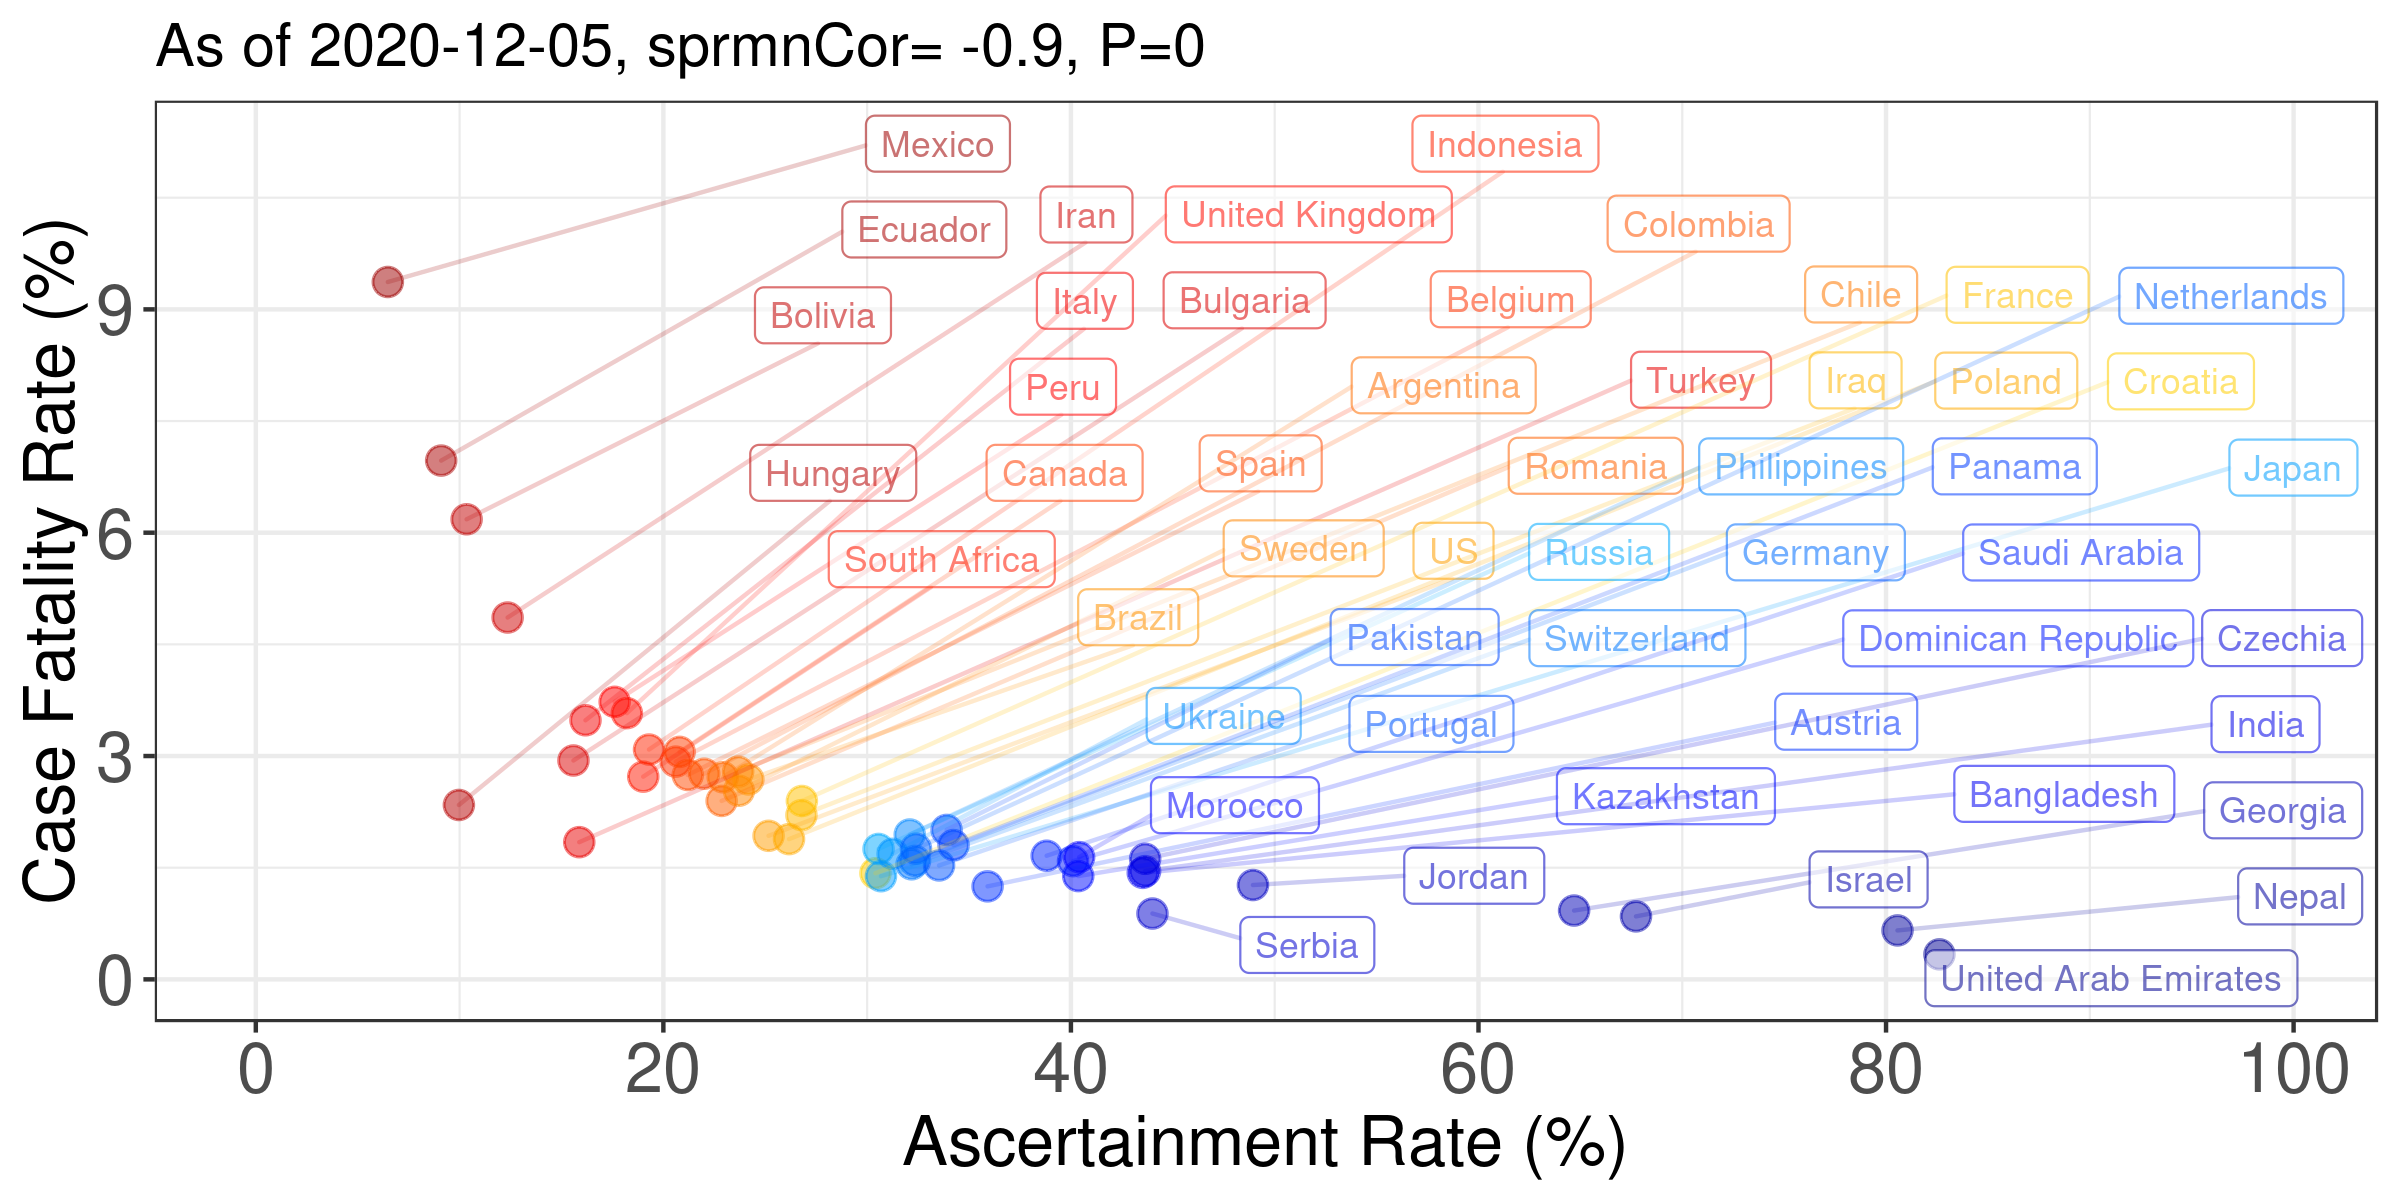 As of 2020-12-05, sprmnCor= -0.9, P=0
Mexico
Indonesia
Ecuador
Iran
United Kingdom
Colombia
Bolivia
Italy
Bulgaria
Belgium
Chile
France
Netherlands
Peru
Argentina
Turkey
Iraq
Poland
Croatia
Hungary
Canada
Spain
Romania
Philippines
Panama
Japan
South Africa
Sweden
US
Russia
Germany
Saudi Arabia
Brazil
Pakistan
Switzerland
Dominican Republic
Czechia
Ukraine
Portugal
Austria
India
Morocco
Kazakhstan
Bangladesh
Georgia
Jordan
Israel
Nepal
Serbia
United Arab Emirates
Case Fatality Rate (%)
9
6
3
0
0
20
40
60
80
100
Ascertainment Rate (%)